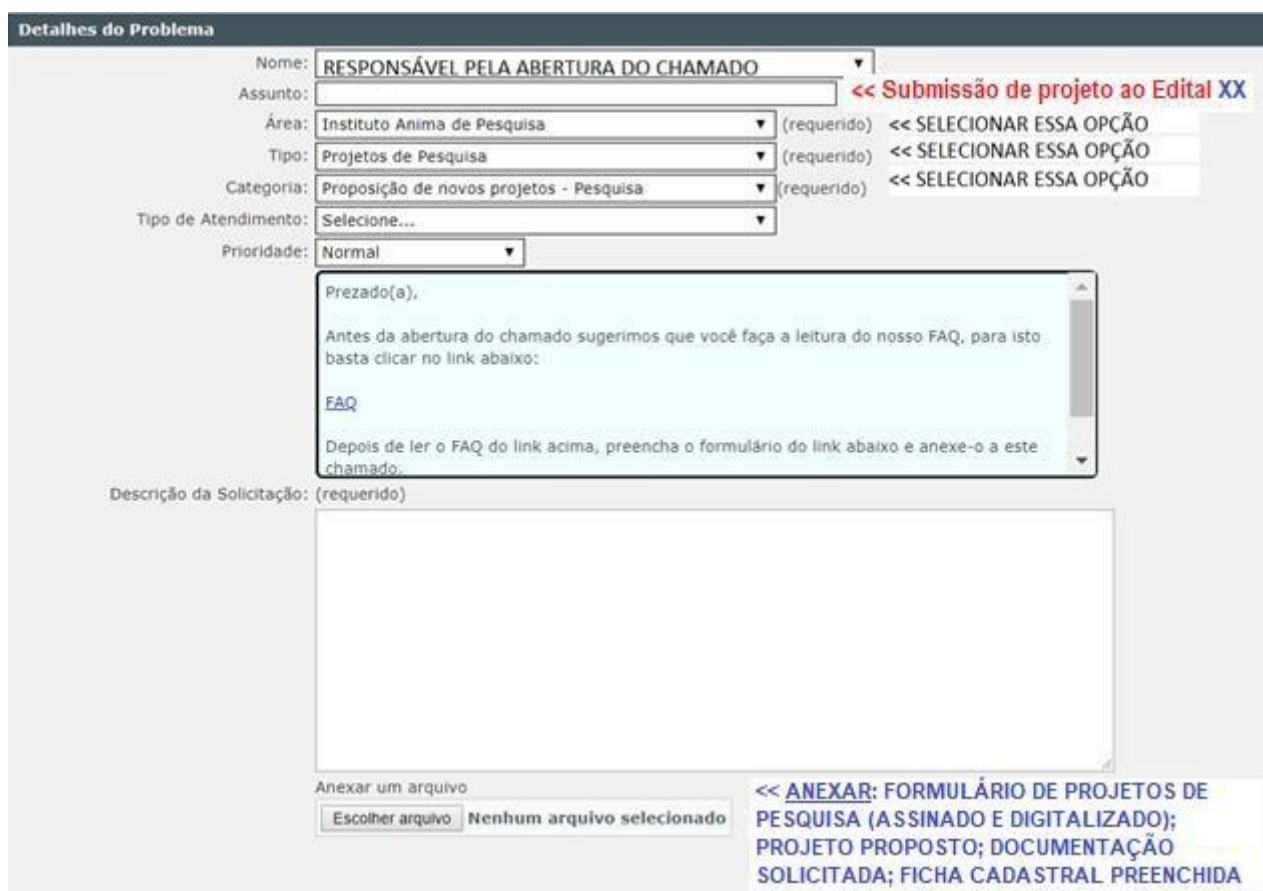 Detalhes do Problema
Nome: RESPONSÁVEL PELA ABERTURA DO CHAMADO
Assunto: << Submissão de projeto ao Edital XX
Área: Instituto Anima de Pesquisa (requerido) << SELECIONAR ESSA OPÇÃO
Tipo: Projetos de Pesquisa (requerido) << SELECIONAR ESSA OPÇÃO
Categoria: Proposição de novos projetos - Pesquisa (requerido) << SELECIONAR ESSA OPÇÃO
Tipo de Atendimento: Selecione...
Prioridade: Normal
Prezado(a),
Antes da abertura do chamado sugerimos que você faça a leitura do nosso FAQ, para isto
basta clicar no link abaixo:
FAQ
Depois de ler o FAQ do link acima, preencha o formulário do link abaixo e anexe-o a este
chamado.
Descrição da Solicitação: (requerido)
Anexar um arquivo
Escolher arquivo Nenhum arquivo selecionado
<< ANEXAR: FORMULÁRIO DE PROJETOS DE
PESQUISA (ASSINADO E DIGITALIZADO);
PROJETO PROPOSTO; DOCUMENTAÇÃO
SOLICITADA; FICHA CADASTRAL PREENCHIDA